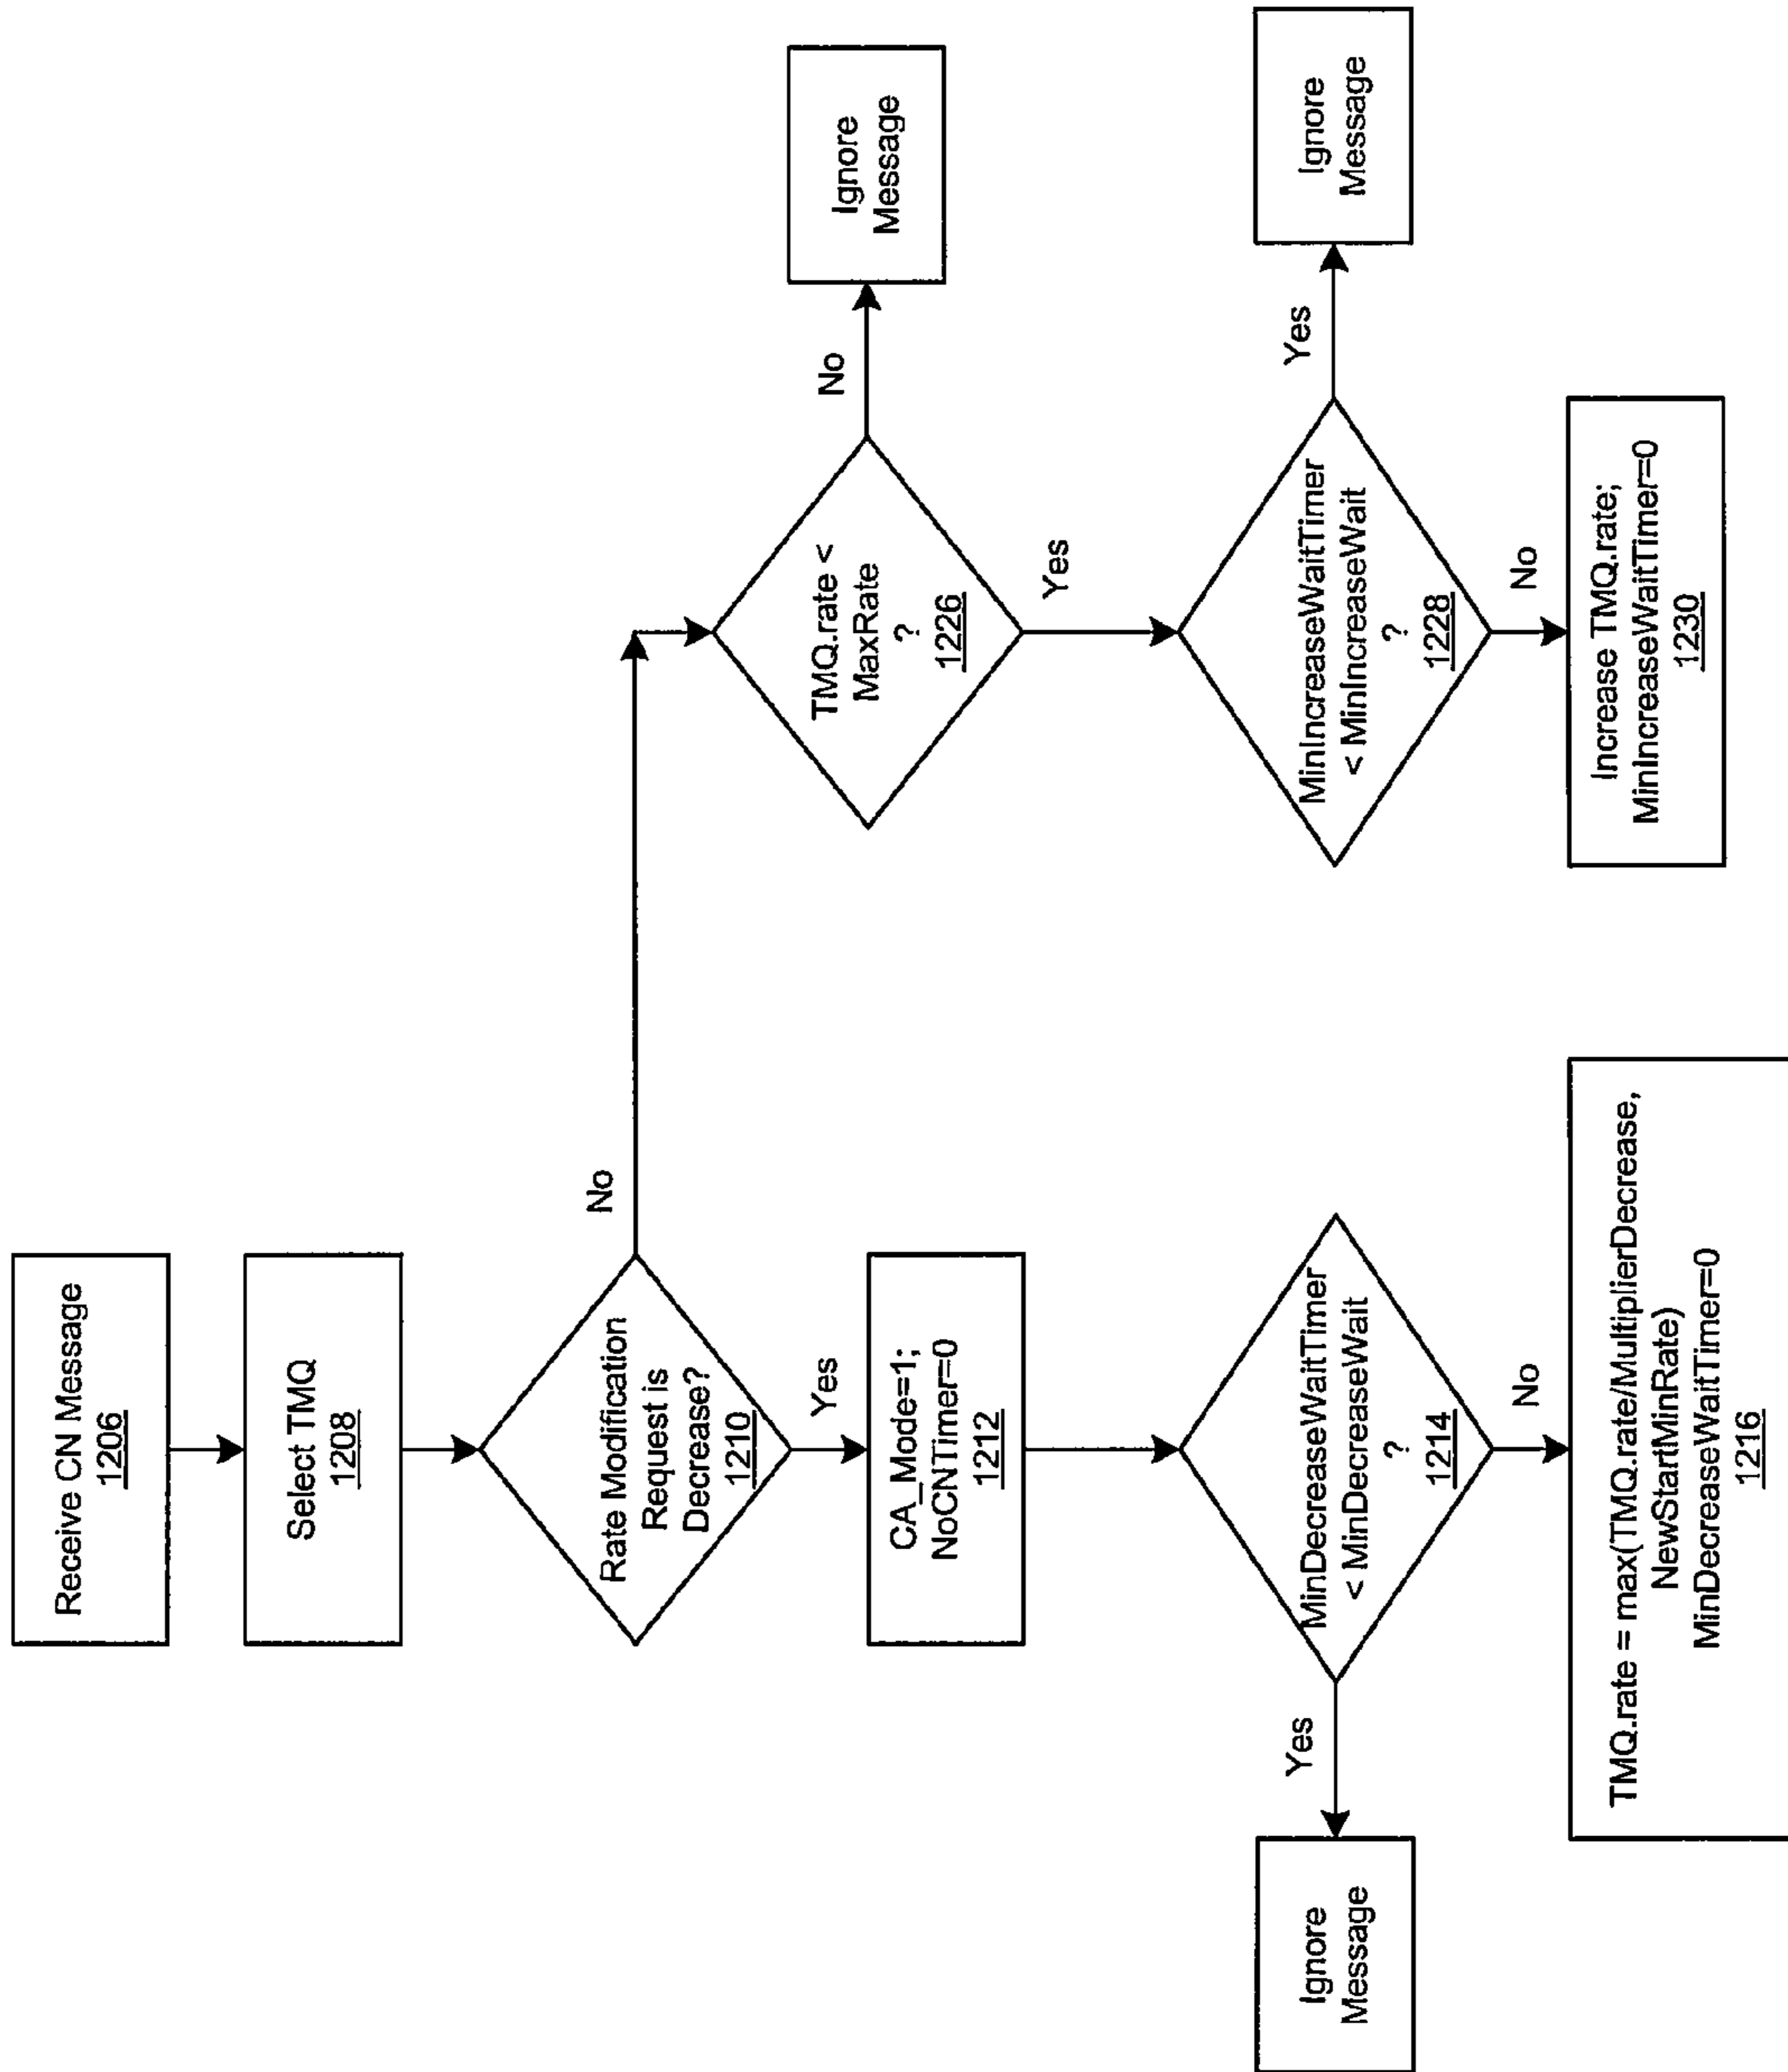 Receive CN Message
1206
Select TMQ
1208
Rate Modification
Request is
Decrease?
1210
No
Yes
CA_Mode=1;
NoCNTimer=0
1212
MinDecreaseWaitTimer
< MinDecreaseWait
?
1214
Yes
Ignore
Message
No
TMQ.rate = max(TMQ.rate/MultiplierDecrease,
NewStartMinRate)
MinDecreaseWaitTimer=0
1216
TMQ.rate <
MaxRate
?
1226
No
Ignore
Message
Yes
MinIncreaseWaitTimer
< MinIncreaseWait
?
1228
Yes
Ignore
Message
No
Increase TMQ.rate;
MinIncreaseWaitTimer=0
1230